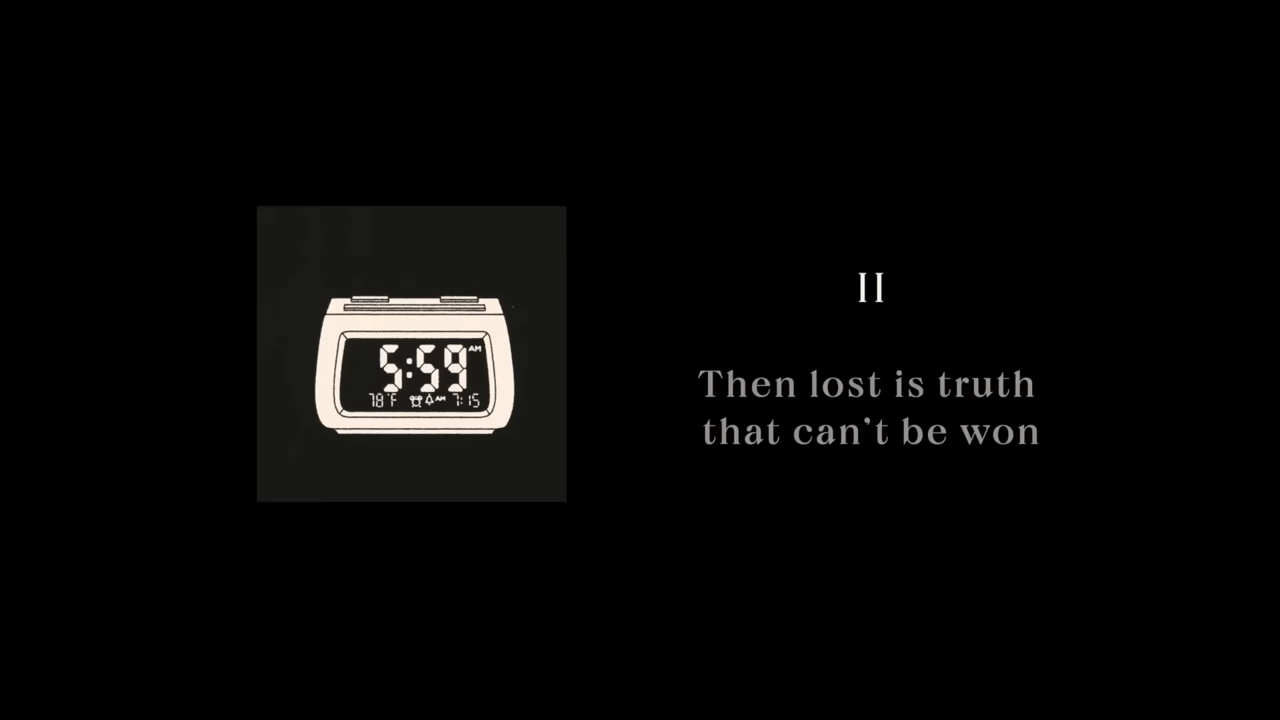 5:59 AM
78°F AM 7:15
II
Then lost is truth
that can't be won